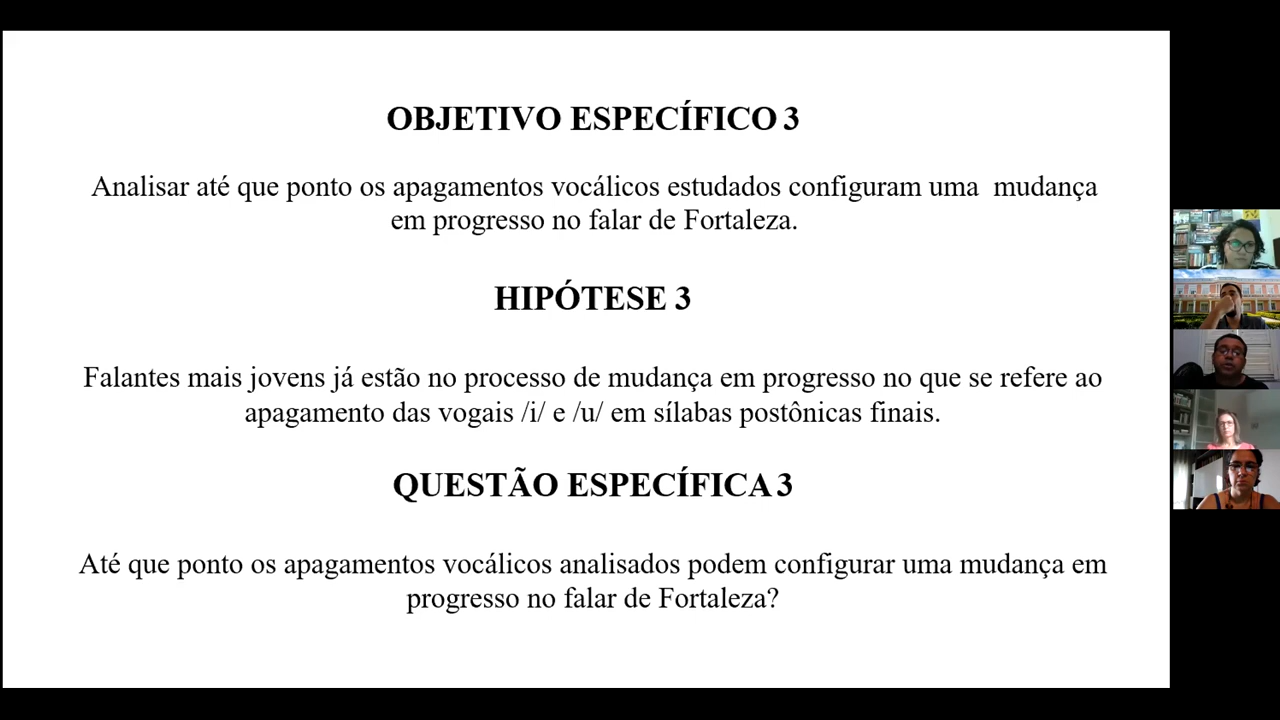 OBJETIVO ESPECÍFICO 3
Analisar até que ponto os apagamentos vocálicos estudados configuram uma mudança
em progresso no falar de Fortaleza.
HIPÓTESE 3
Falantes mais jovens já estão no processo de mudança em progresso no que se refere ao
apagamento das vogais /i/ e /u/ em sílabas postônicas finais.
QUESTÃO ESPECÍFICA 3
Até que ponto os apagamentos vocálicos analisados podem configurar uma mudança em
progresso no falar de Fortaleza?